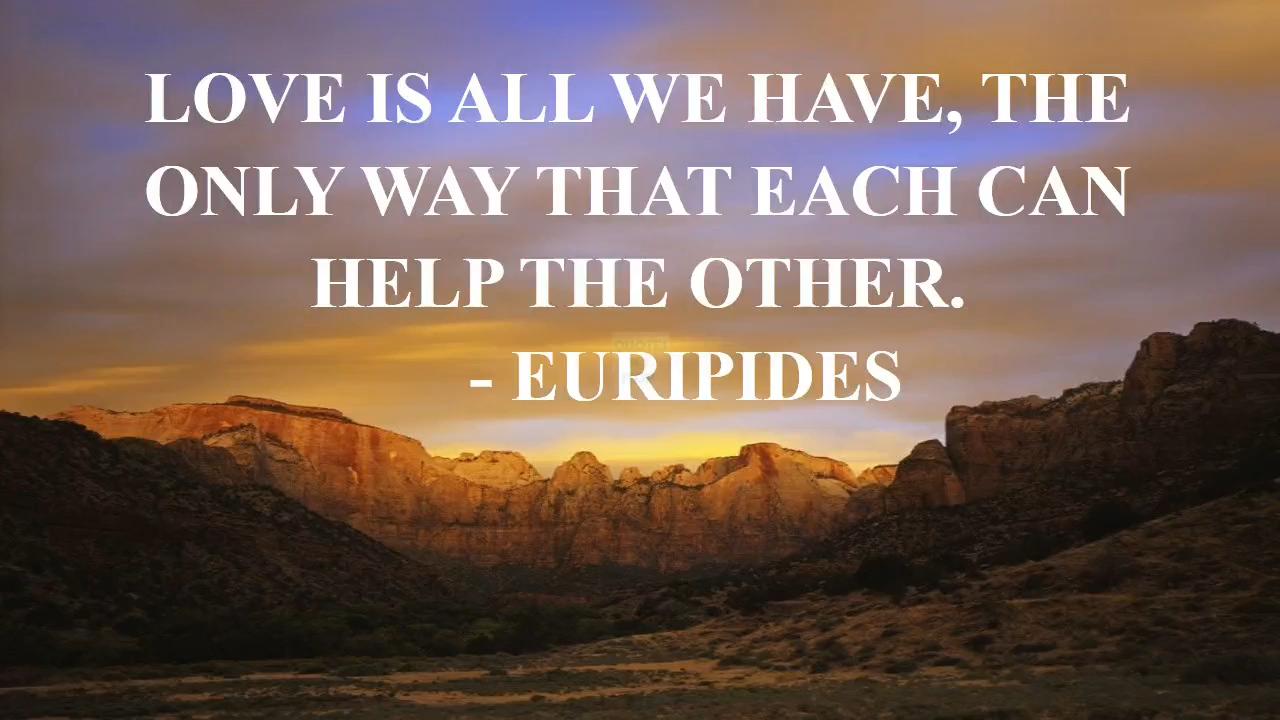 LOVE IS ALL WE HAVE, THE
ONLY WAY THAT EACH CAN
HELP THE OTHER.
- EURIPIDES